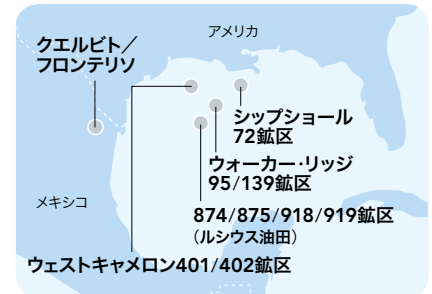 アメリカ
クエルビト／
フロンテリソ
シップショール
72鉱区
ウォーカー・リッジ
95/139鉱区
メキシコ
874/875/918/919鉱区
（ルシウス油田）
ウェストキャメロン401/402鉱区